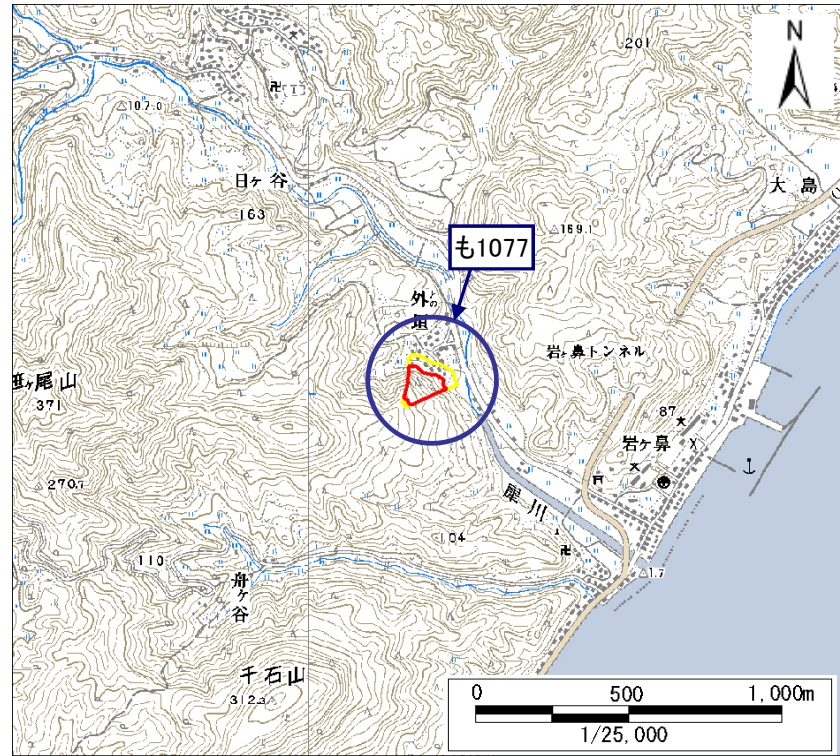 N
201
107.0
日ヶ谷
163
大島
169.1
も1077
外の垣
岩ヶ鼻トンネル
371
87
岩ヶ鼻
270.7
犀川
104
110
舟ヶ谷
1.7
千石山
312.3
0 500 1,000m
1/25,000